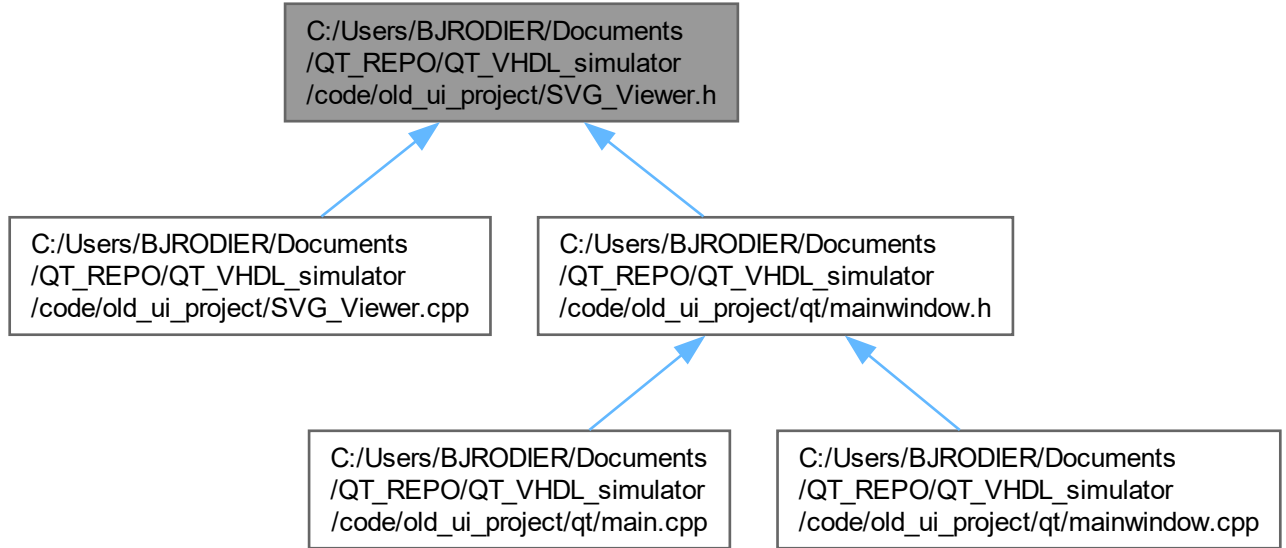 C:/Users/BJRODIER/Documents
/QT_REPO/QT_VHDL_simulator
/code/old_ui_project/SVG_Viewer.h
C:/Users/BJRODIER/Documents
/QT_REPO/QT_VHDL_simulator
/code/old_ui_project/SVG_Viewer.cpp
C:/Users/BJRODIER/Documents
/QT_REPO/QT_VHDL_simulator
/code/old_ui_project/qt/mainwindow.h
C:/Users/BJRODIER/Documents
/QT_REPO/QT_VHDL_simulator
/code/old_ui_project/qt/main.cpp
C:/Users/BJRODIER/Documents
/QT_REPO/QT_VHDL_simulator
/code/old_ui_project/qt/mainwindow.cpp